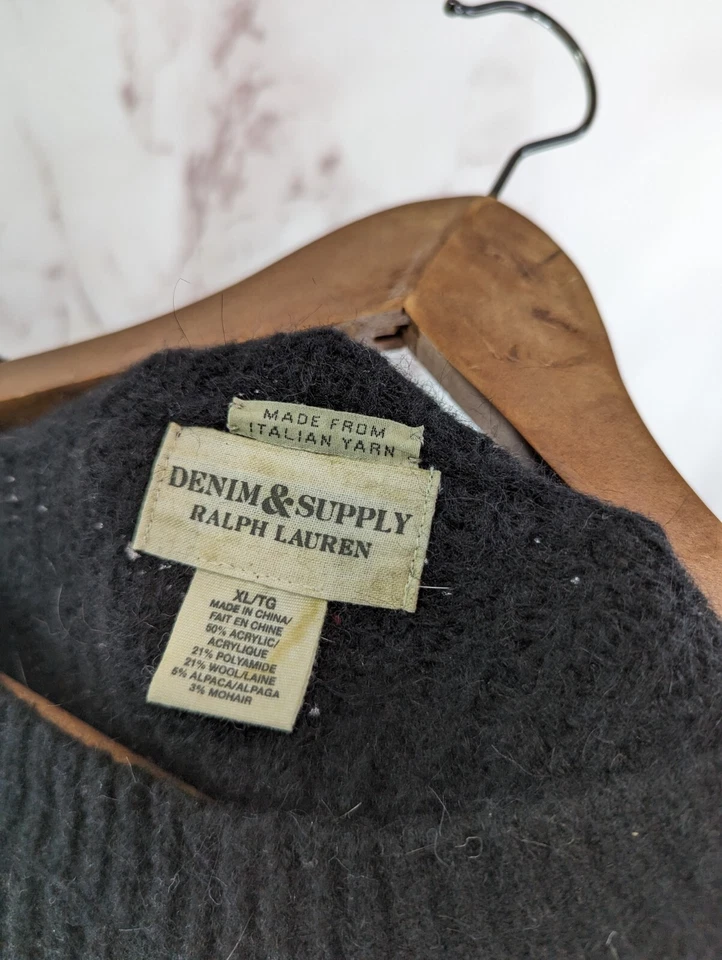 MADE FROM
ITALIAN YARN
DENIM&SUPPLY
RALPH LAUREN
XL/TG
MADE IN CHINA/
FAIT EN CHINE
50% ACRYLIC/
ACRYLIQUE
21% POLYAMIDE
21% WOOL/LAINE
5% ALPACA/ALPAGA
3% MOHAIR